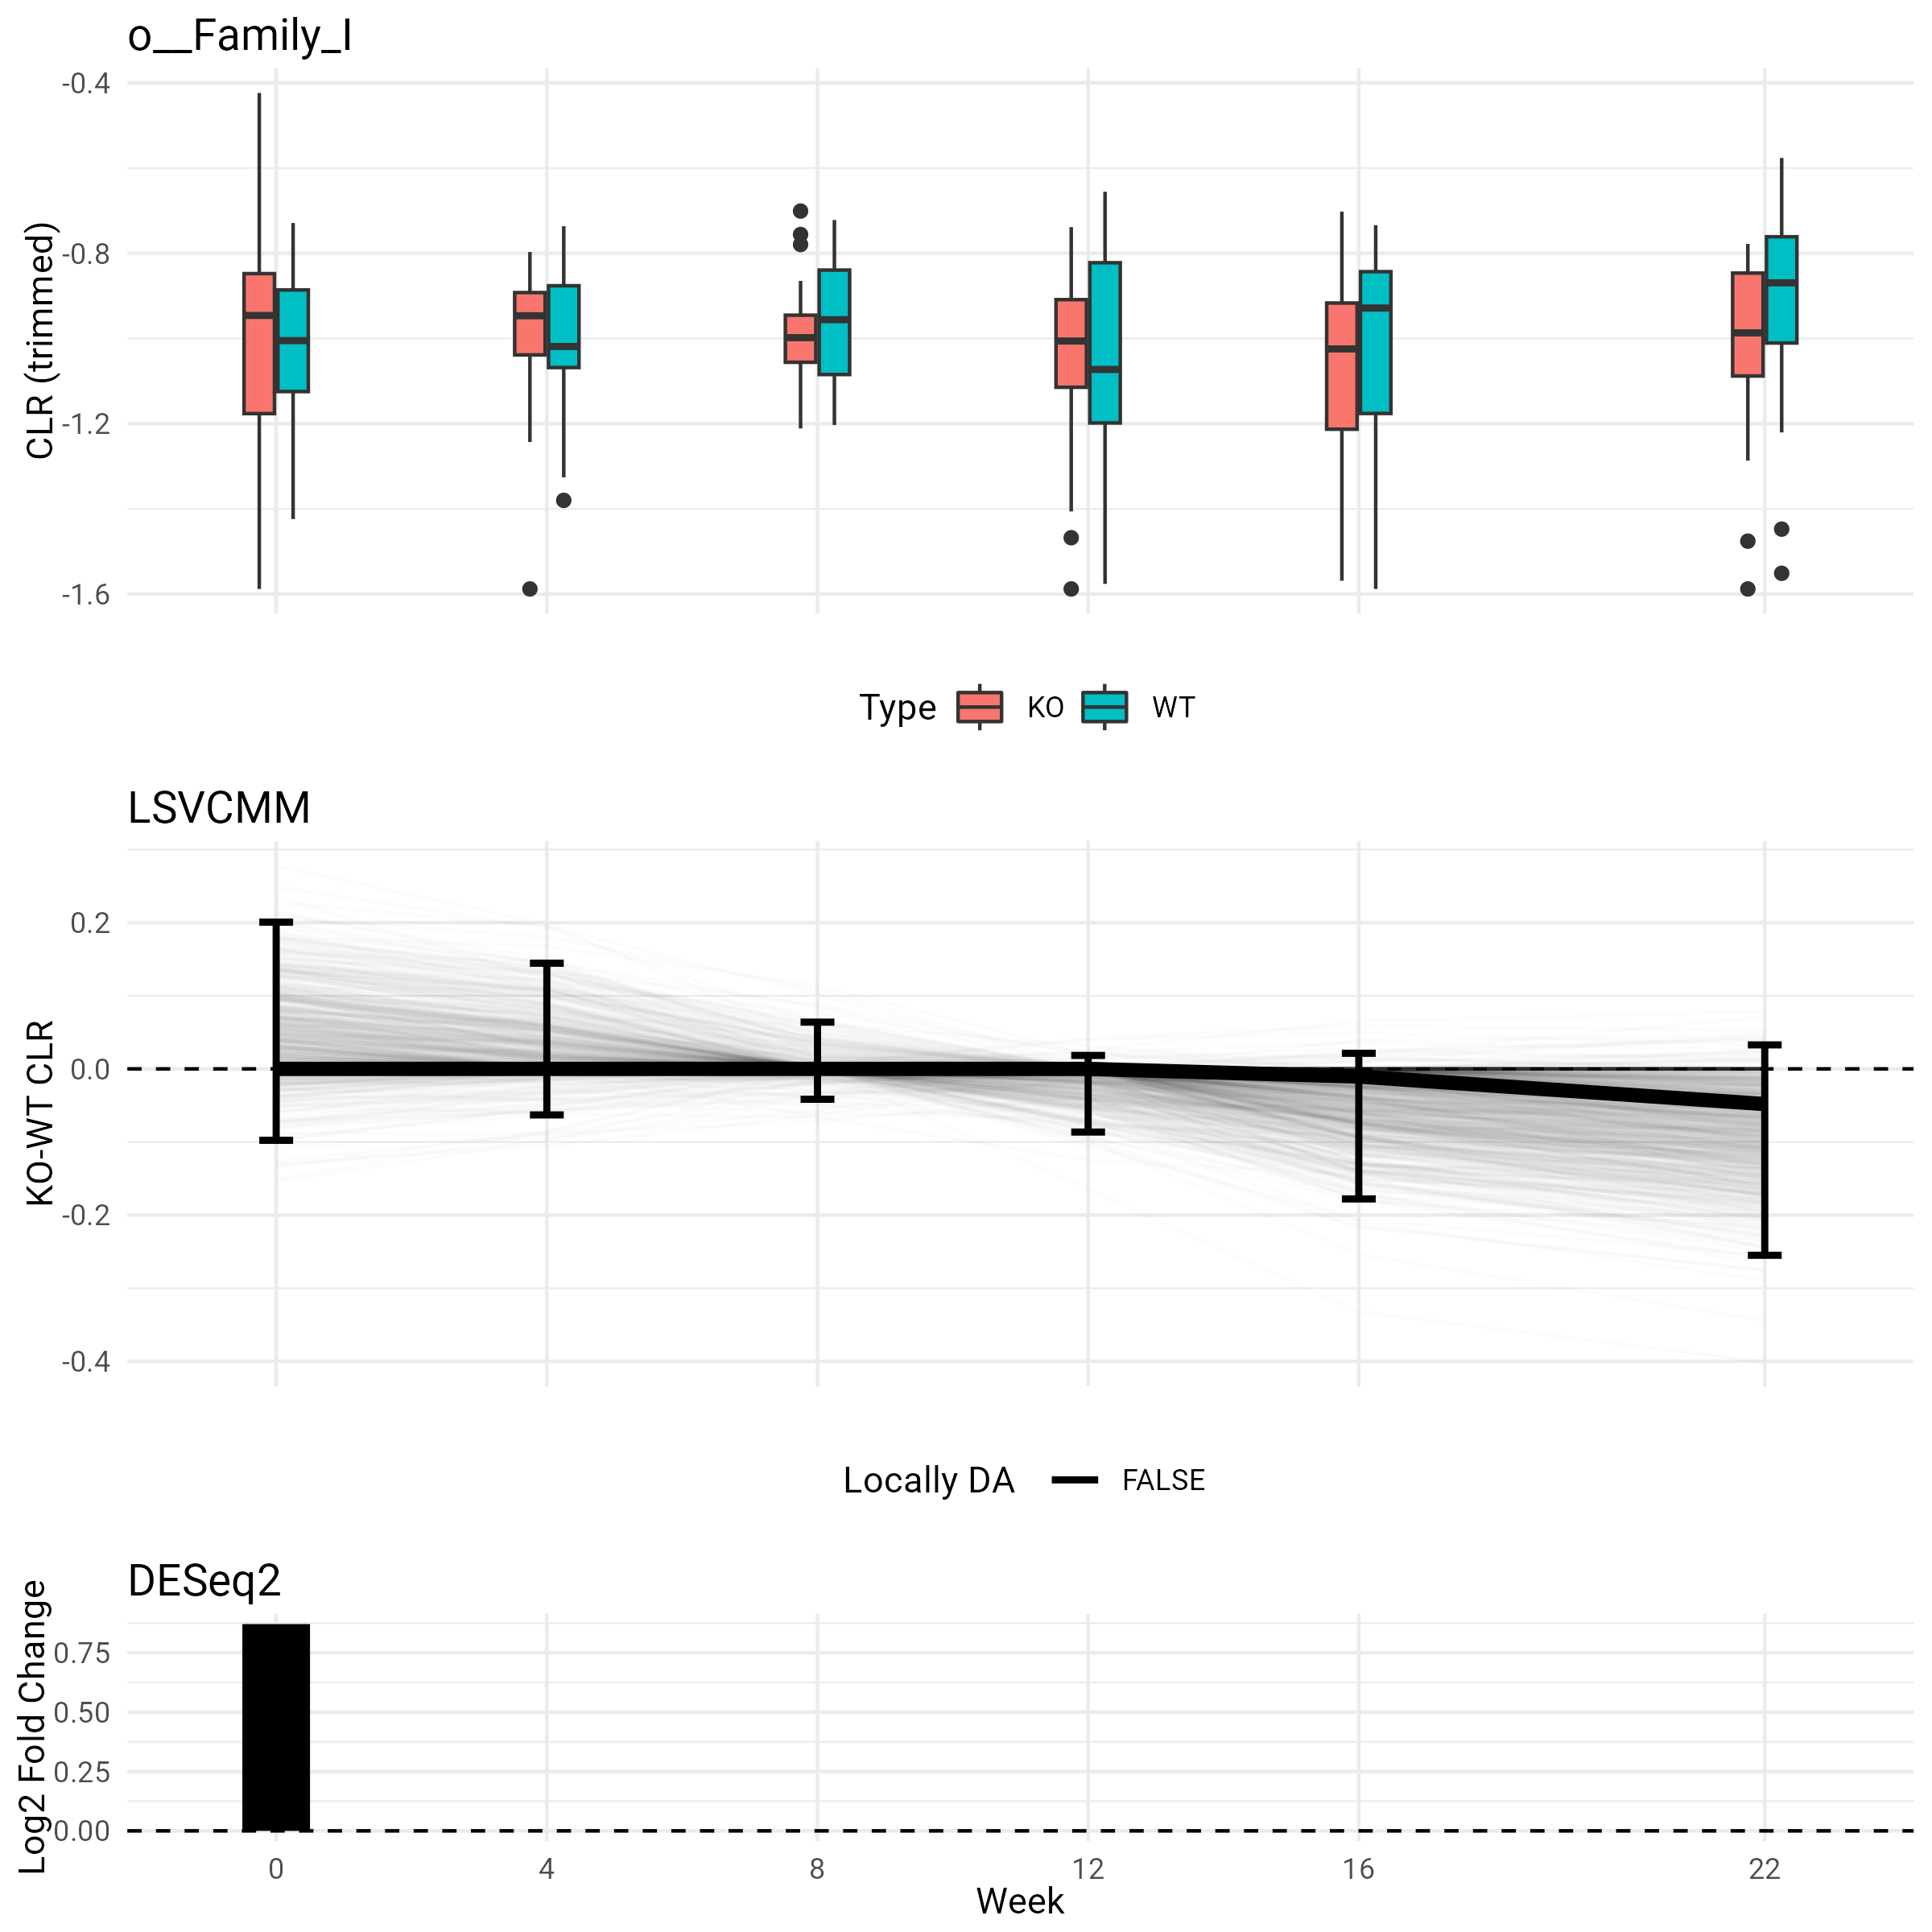 o__Family_I
CLR (trimmed)
-0.4
-0.8
-1.2
-1.6
Type KO WT
LSVCMM
KO-WT CLR
0.2
0.0
-0.2
-0.4
Locally DA FALSE
DESeq2
Log2 Fold Change
0.75
0.50
0.25
0.00
0 4 8 12 16 22
Week